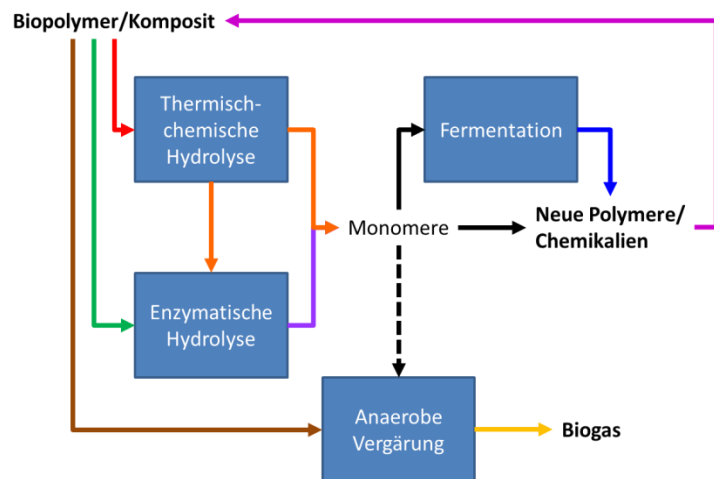 Biopolymer/Komposit
Thermisch-
chemische
Hydrolyse
Fermentation
Monomere
Neue Polymere/
Chemikalien
Enzymatische
Hydrolyse
Anaerobe
Vergärung
Biogas